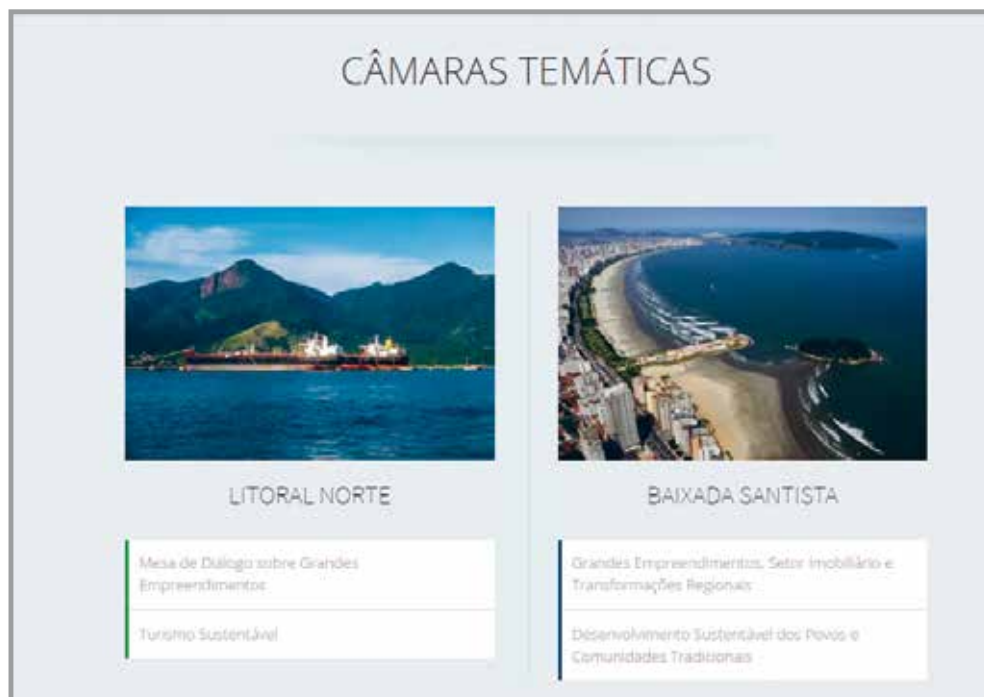 CÂMARAS TEMÁTICAS
LITORAL NORTE
Mesa de Diálogo sobre Grandes
Empreendimentos
Turismo Sustentável
BAIXADA SANTISTA
Grandes Empreendimentos, Setor Imobiliário e
Transformações Regionais
Desenvolvimento Sustentável dos Povos e
Comunidades Tradicionais